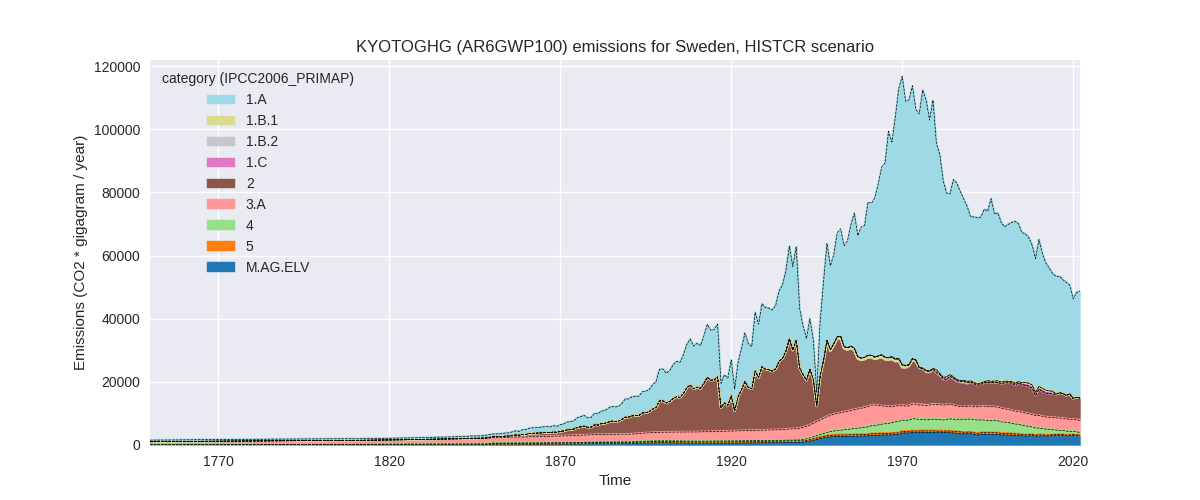 KYOTOGHG (AR6GWP100) emissions for Sweden, HISTCR scenario
120000
100000
80000
60000
40000
20000
0
Emissions (CO2 * gigagram / year)
category (IPCC2006_PRIMAP)
1.A
1.B.1
1.B.2
1.C
2
3.A
4
5
M.AG.ELV
1770
1820
1870
1920
1970
2020
Time